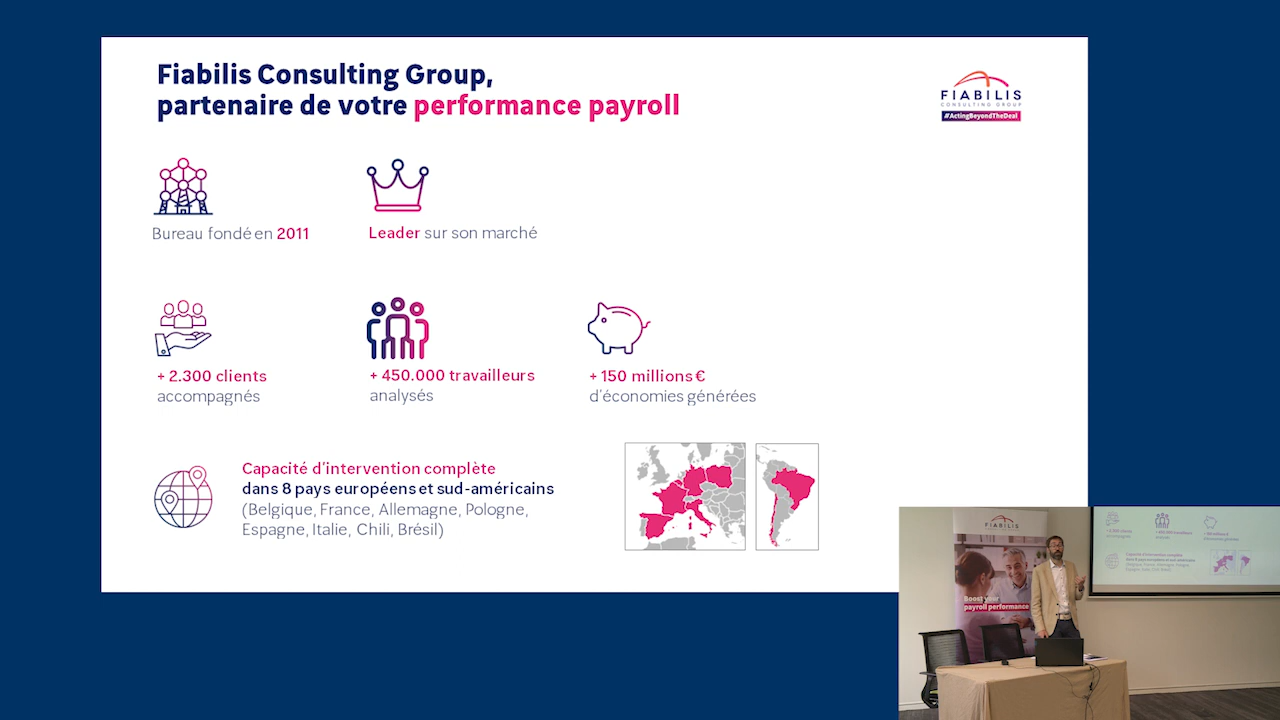 Fiabilis Consulting Group,
partenaire de votre performance payroll
FIABILIS
CONSULTING GROUP
#ActingBeyondTheDeal
Bureau fondé en 2011
Leader sur son marché
+ 2.300 clients
accompagnés
+ 450.000 travailleurs
analysés
+ 150 millions €
d'économies générées
Capacité d'intervention complète
dans 8 pays européens et sud-américains
(Belgique, France, Allemagne, Pologne,
Espagne, Italie, Chili, Brésil)
FIABILIS
Boost your
payroll performance